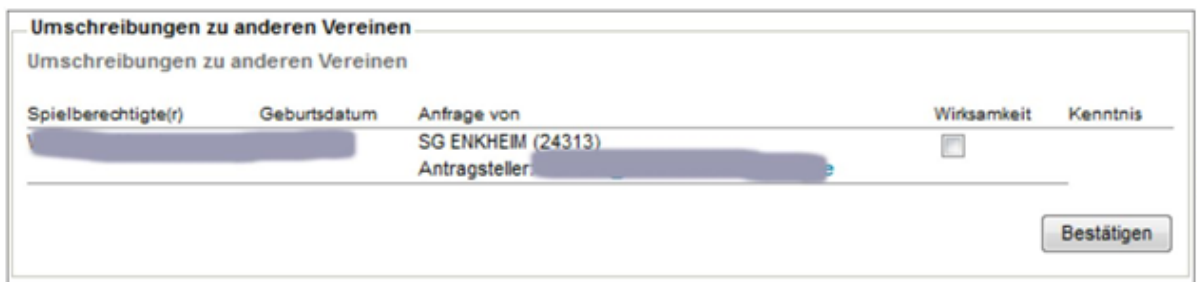 Umschreibungen zu anderen Vereinen
Umschreibungen zu anderen Vereinen
Spielberechtigte(r) Geburtsdatum Anfrage von Wirksamkeit Kenntnis
SG ENKHEIM (24313)
Antragsteller:
Bestätigen